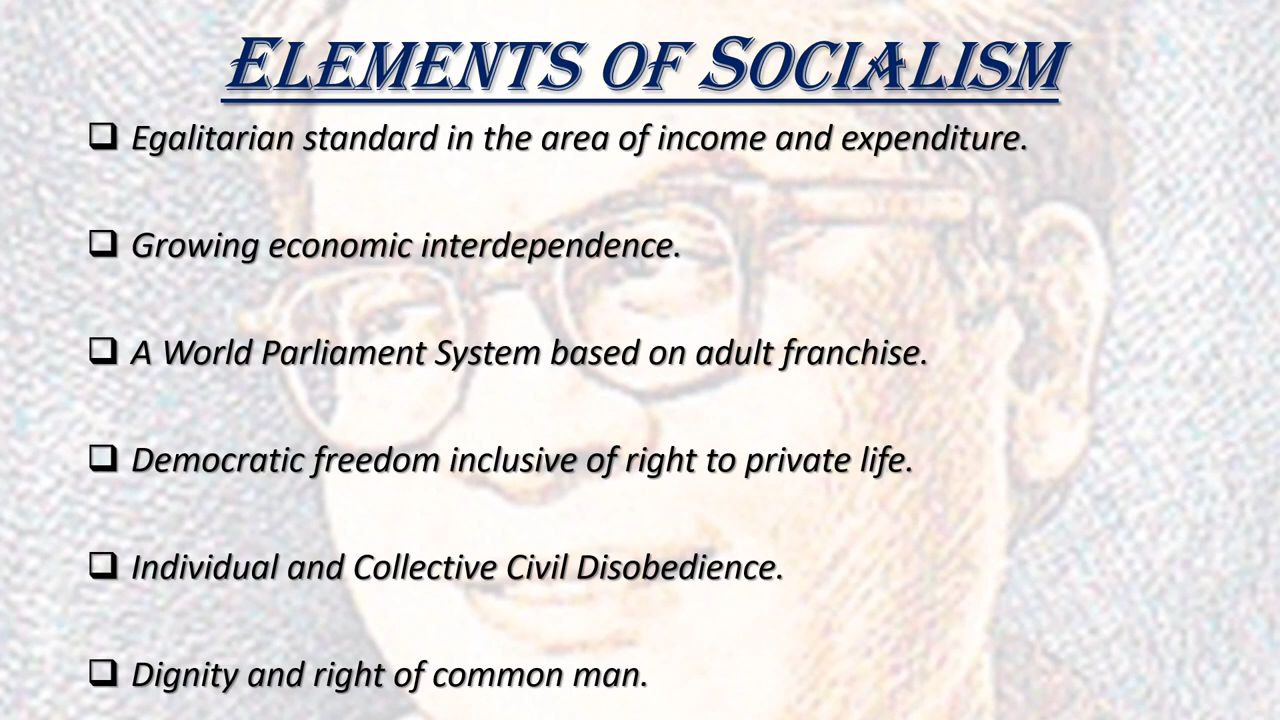 Elements of Socialism
❑ Egalitarian standard in the area of income and expenditure.
❑ Growing economic interdependence.
❑ A World Parliament System based on adult franchise.
❑ Democratic freedom inclusive of right to private life.
❑ Individual and Collective Civil Disobedience.
❑ Dignity and right of common man.